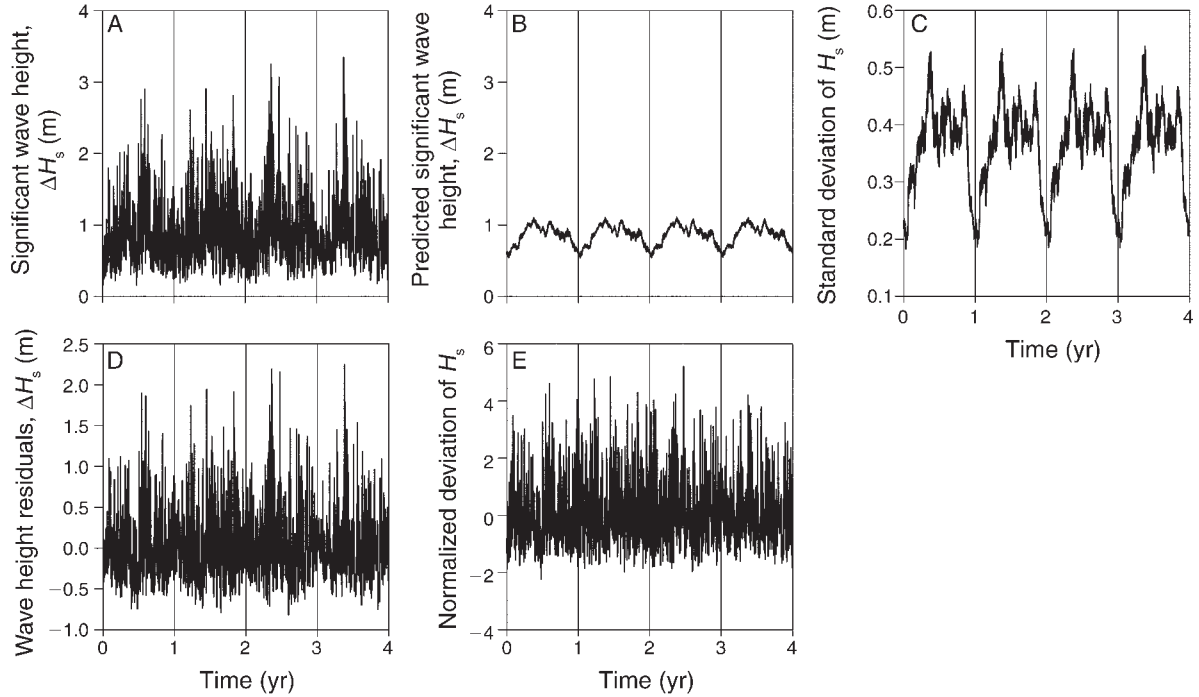 A
Significant wave height,
ΔHs (m)
4
3
2
1
0
B
Predicted significant wave
height, ΔHs (m)
4
3
2
1
0
C
Standard deviation of Hs (m)
0.6
0.5
0.4
0.3
0.2
0.1
0 1 2 3 4
Time (yr)
D
Wave height residuals, ΔHs (m)
2.5
2.0
1.5
1.0
0.5
0.0
−0.5
−1.0
0 1 2 3 4
Time (yr)
E
Normalized deviation of Hs
6
4
2
0
−2
−4
0 1 2 3 4
Time (yr)